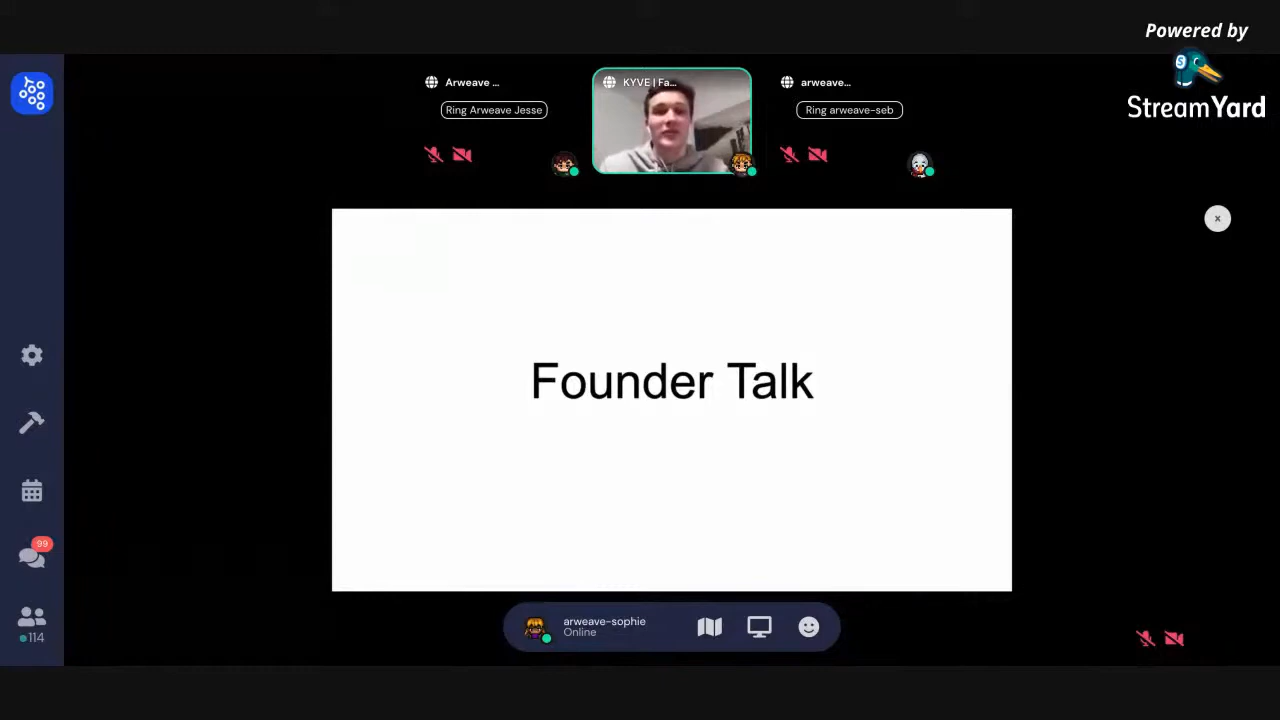 Powered by
StreamYard
Arweave ...
Ring Arweave Jesse
KYVE | Fa...
arweave...
Ring arweave-seb
×
Founder Talk
99
114
arweave-sophie
Online